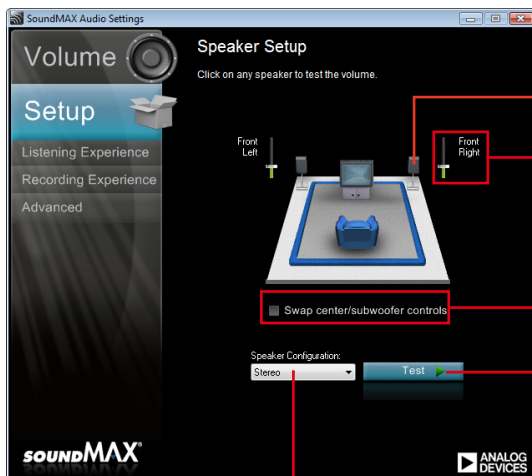 SoundMAX Audio Settings
Volume
Setup
Listening Experience
Recording Experience
Advanced
Speaker Setup
Click on any speaker to test the volume.
Front
Left
Front
Right
Swap center/subwoofer controls
Speaker Configuration:
Stereo
Test
SOUNDMAX®
ANALOG
DEVICES